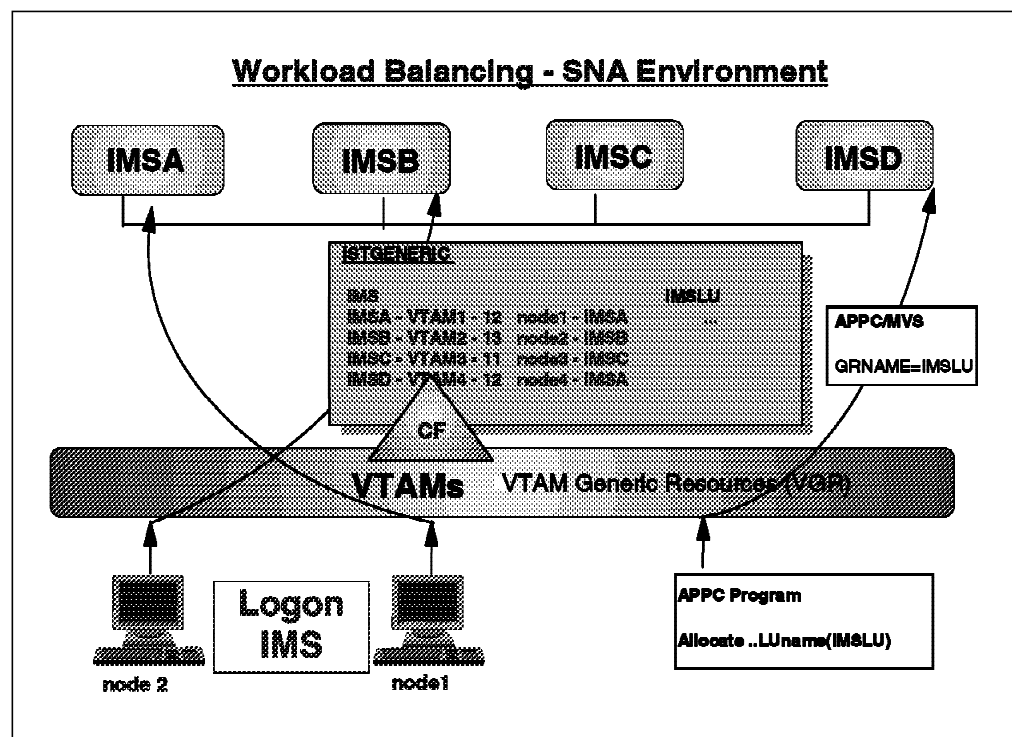 Workload Balancing - SNA Environment
IMSA
IMSB
IMSC
IMSD
ISTGENERIC
IMS IMSLU
IMSA - VTAM1 - 12 node1 - IMSA ...
IMSB - VTAM2 - 13 node2 - IMSB
IMSC - VTAM3 - 11 node3 - IMSC
IMSD - VTAM4 - 12 node4 - IMSA
APPC/MVS
GRNAME=IMSLU
CF
VTAMs VTAM Generic Resources (VGR)
Logon
IMS
node 2
node1
APPC Program
Allocate ..LUname(IMSLU)